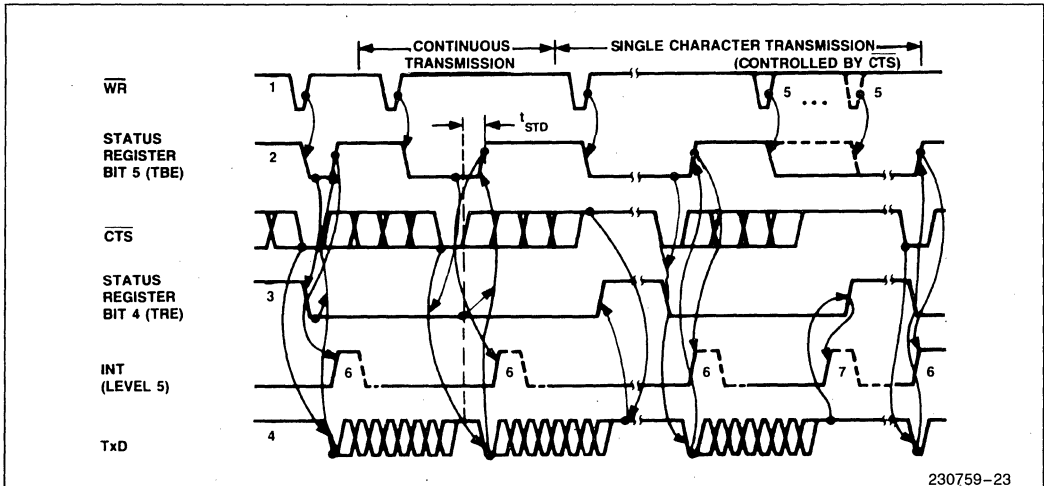 CONTINUOUS
TRANSMISSION
SINGLE CHARACTER TRANSMISSION
(CONTROLLED BY CTS)
WR
1
5 ... 5
tSTD
STATUS
REGISTER
BIT 5 (TBE)
2
CTS
STATUS
REGISTER
BIT 4 (TRE)
3
INT
(LEVEL 5)
6 6 6 7 6
TxD
4
230759-23